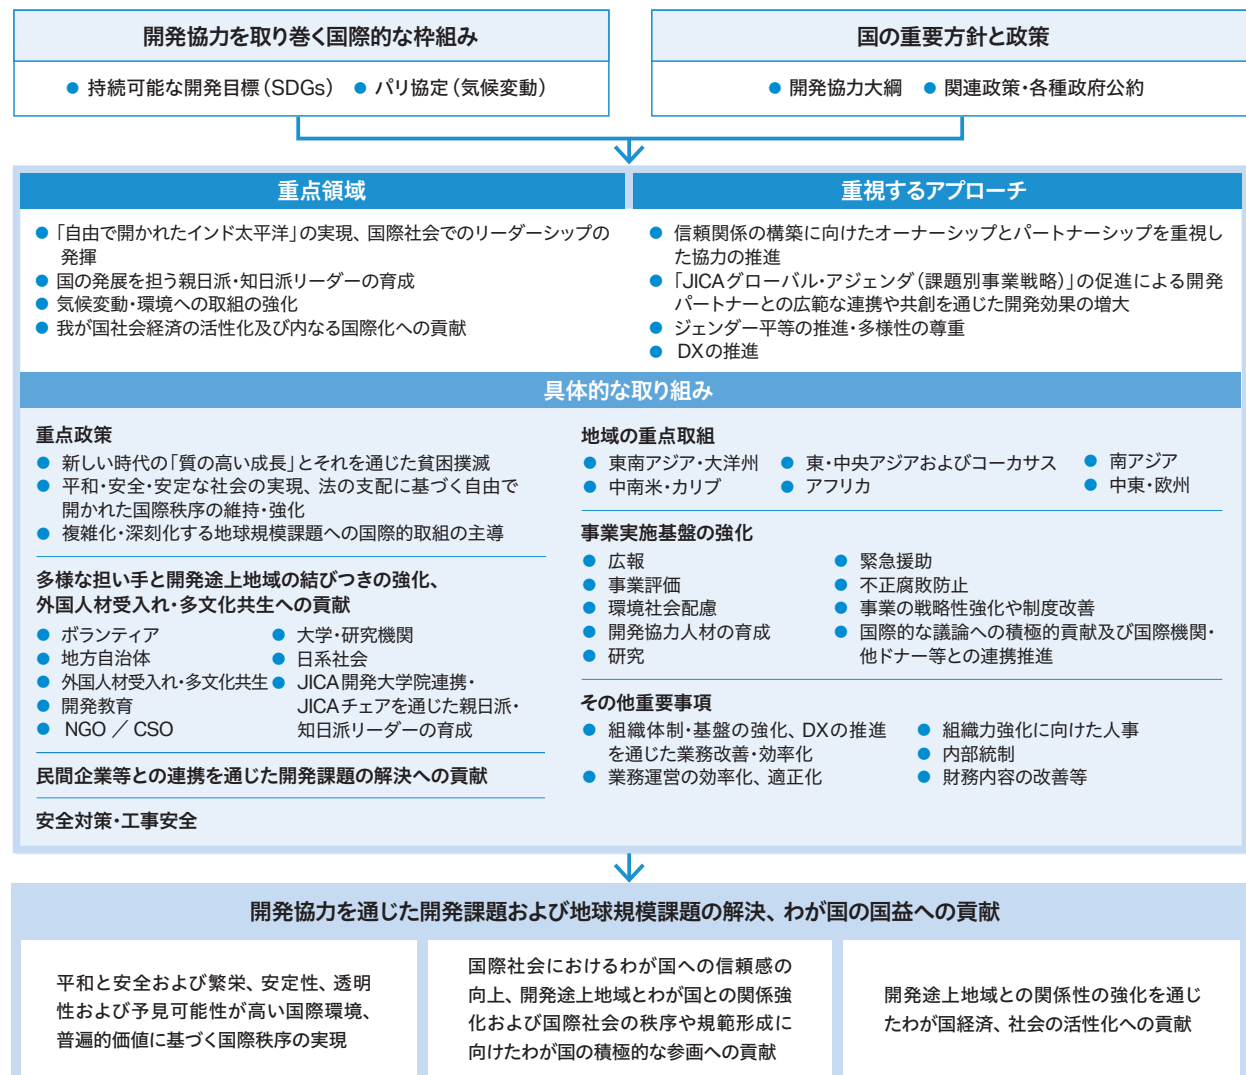 開発協力を取り巻く国際的な枠組み
● 持続可能な開発目標（SDGs） ● パリ協定（気候変動）
国の重要方針と政策
● 開発協力大綱 ● 関連政策・各種政府公約
重点領域
● 「自由で開かれたインド太平洋」の実現、国際社会でのリーダーシップの
発揮
● 国の発展を担う親日派・知日派リーダーの育成
● 気候変動・環境への取組の強化
● 我が国社会経済の活性化及び内なる国際化への貢献
重視するアプローチ
● 信頼関係の構築に向けたオーナーシップとパートナーシップを重視し
た協力の推進
● 「JICAグローバル・アジェンダ（課題別事業戦略）」の促進による開発
パートナーとの広範な連携や共創を通じた開発効果の増大
● ジェンダー平等の推進・多様性の尊重
● DXの推進
具体的な取り組み
重点政策
● 新しい時代の「質の高い成長」とそれを通じた貧困撲滅
● 平和・安全・安定な社会の実現、法の支配に基づく自由で
開かれた国際秩序の維持・強化
● 複雑化・深刻化する地球規模課題への国際的取組の主導
多様な担い手と開発途上地域の結びつきの強化、
外国人材受入れ・多文化共生への貢献
● ボランティア
● 地方自治体
● 外国人材受入れ・多文化共生
● 開発教育
● NGO ／ CSO
● 大学・研究機関
● 日系社会
● JICA開発大学院連携・
JICAチェアを通じた親日派・
知日派リーダーの育成
民間企業等との連携を通じた開発課題の解決への貢献
安全対策・工事安全
地域の重点取組
● 東南アジア・大洋州 ● 東・中央アジアおよびコーカサス ● 南アジア
● 中南米・カリブ ● アフリカ ● 中東・欧州
事業実施基盤の強化
● 広報
● 事業評価
● 環境社会配慮
● 開発協力人材の育成
● 研究
● 緊急援助
● 不正腐敗防止
● 事業の戦略性強化や制度改善
● 国際的な議論への積極的貢献及び国際機関・
他ドナー等との連携推進
その他重要事項
● 組織体制・基盤の強化、DXの推進
を通じた業務改善・効率化
● 業務運営の効率化、適正化
● 組織力強化に向けた人事
● 内部統制
● 財務内容の改善等
開発協力を通じた開発課題および地球規模課題の解決、わが国の国益への貢献
平和と安全および繁栄、安定性、透明
性および予見可能性が高い国際環境、
普遍的価値に基づく国際秩序の実現
国際社会におけるわが国への信頼感の
向上、開発途上地域とわが国との関係強
化および国際社会の秩序や規範形成に
向けたわが国の積極的な参画への貢献
開発途上地域との関係性の強化を通じ
たわが国経済、社会の活性化への貢献